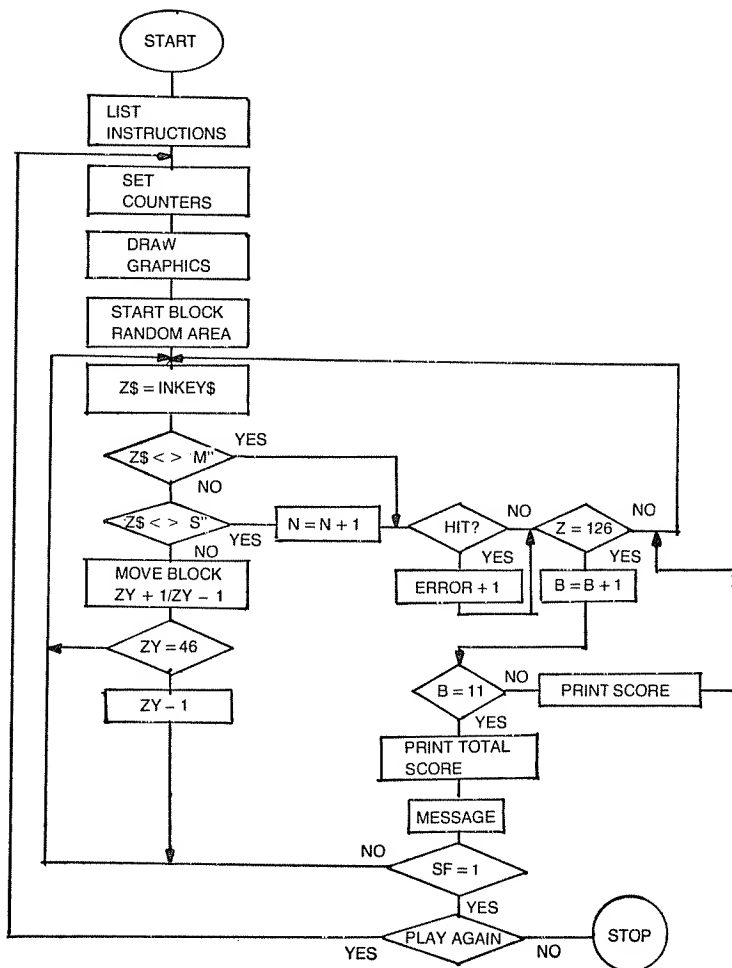 START
LIST
INSTRUCTIONS
SET
COUNTERS
DRAW
GRAPHICS
START BLOCK
RANDOM AREA
Z$ = INKEY$
Z$ < > "M"
YES
NO
Z$ < > S"
YES
NO
N = N + 1
HIT?
NO
YES
ERROR + 1
Z = 126
NO
YES
B = B + 1
MOVE BLOCK
ZY + 1/ZY − 1
ZY = 46
ZY − 1
B = 11
NO
YES
PRINT SCORE
PRINT TOTAL
SCORE
MESSAGE
SF = 1
NO
YES
PLAY AGAIN
YES
NO
STOP